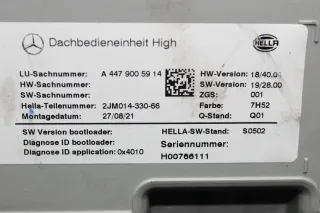 Dachbedieneinheit High HELLA
LU-Sachnummer: A 447 900 59 14 HW-Version: 18/40.01
HW-Sachnummer: SW-Version: 19/28.00
SW-Sachnummer: ZGS: 001
Hella-Teilenummer: 2JM014-330-66 Farbe: 7H52
Montagedatum: 27/08/21 Q-Stand: Q01
SW Version bootloader: HELLA-SW-Stand: S0502
Diagnose ID bootloader: Seriennummer:
Diagnose ID application: 0x4010 H00766111